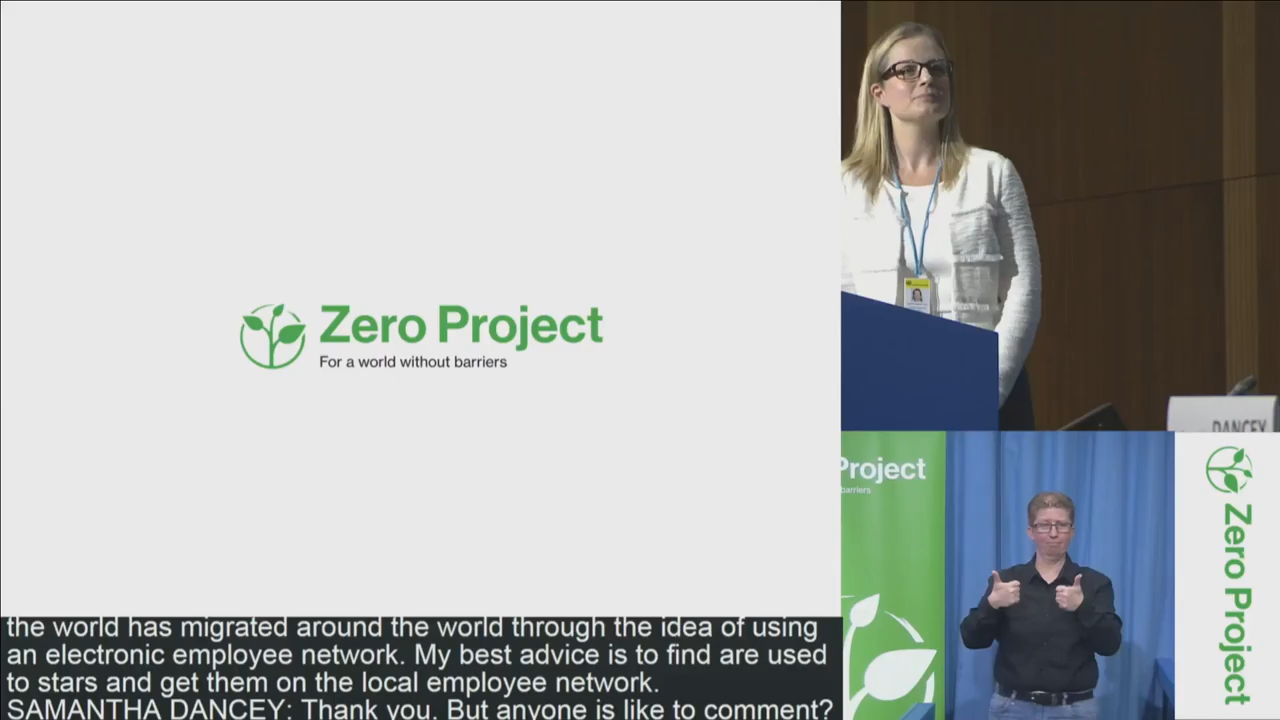 Zero Project
For a world without barriers
DANCEY
Project
barriers
Zero Project
the world has migrated around the world through the idea of using
an electronic employee network. My best advice is to find are used
to stars and get them on the local employee network.
SAMANTHA DANCEY: Thank you. But anyone is like to comment?